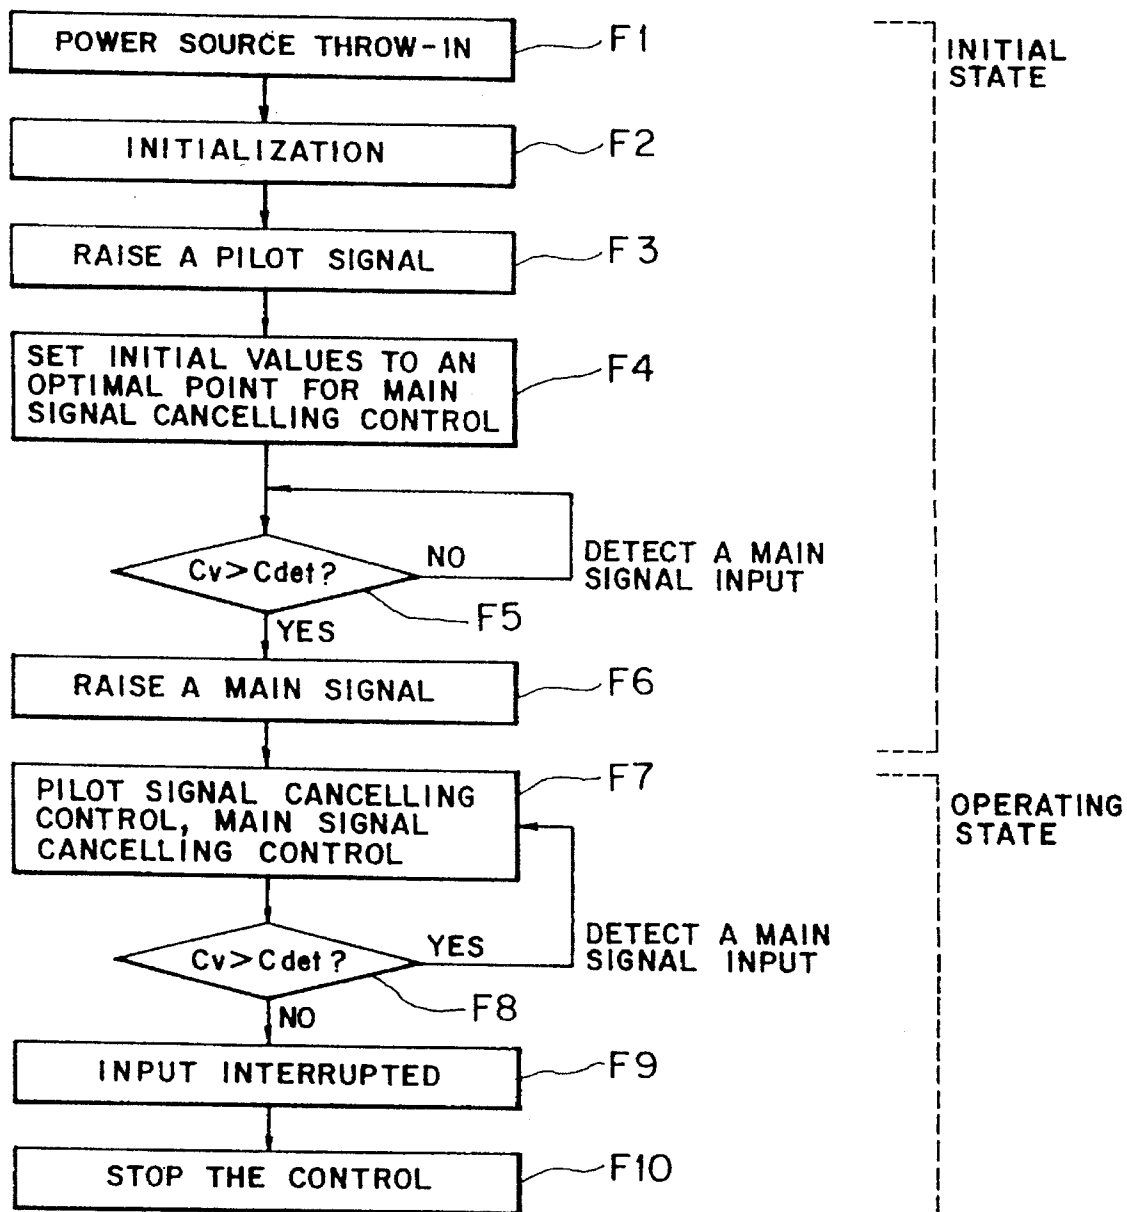 POWER SOURCE THROW-IN
F1
INITIAL
STATE
INITIALIZATION
F2
RAISE A PILOT SIGNAL
F3
SET INITIAL VALUES TO AN
OPTIMAL POINT FOR MAIN
SIGNAL CANCELLING CONTROL
F4
Cv>Cdet?
NO
DETECT A MAIN
SIGNAL INPUT
F5
YES
RAISE A MAIN SIGNAL
F6
PILOT SIGNAL CANCELLING
CONTROL, MAIN SIGNAL
CANCELLING CONTROL
F7
OPERATING
STATE
Cv>Cdet?
YES
DETECT A MAIN
SIGNAL INPUT
F8
NO
INPUT INTERRUPTED
F9
STOP THE CONTROL
F10